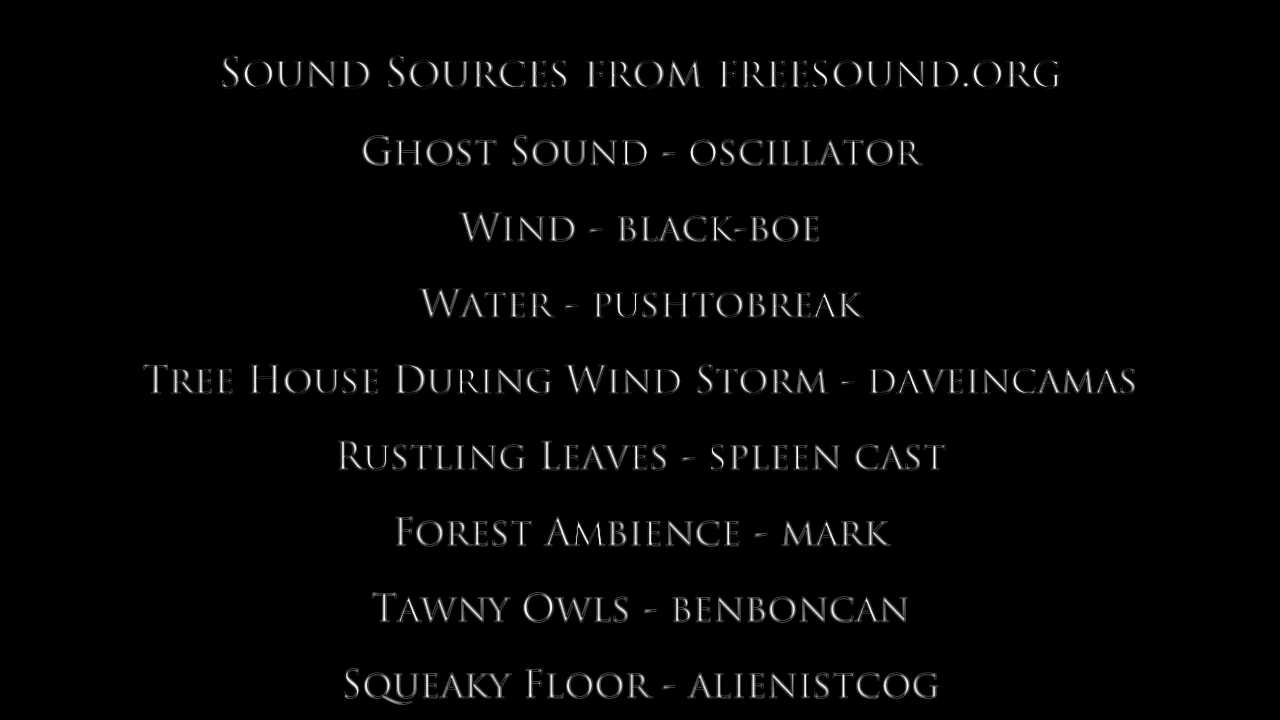 Sound Sources from freesound.org
Ghost Sound - oscillator
Wind - black-boe
Water - pushtobreak
Tree House During Wind Storm - daveincamas
Rustling Leaves - spleen cast
Forest Ambience - mark
Tawny Owls - benboncan
Squeaky Floor - alienistcog